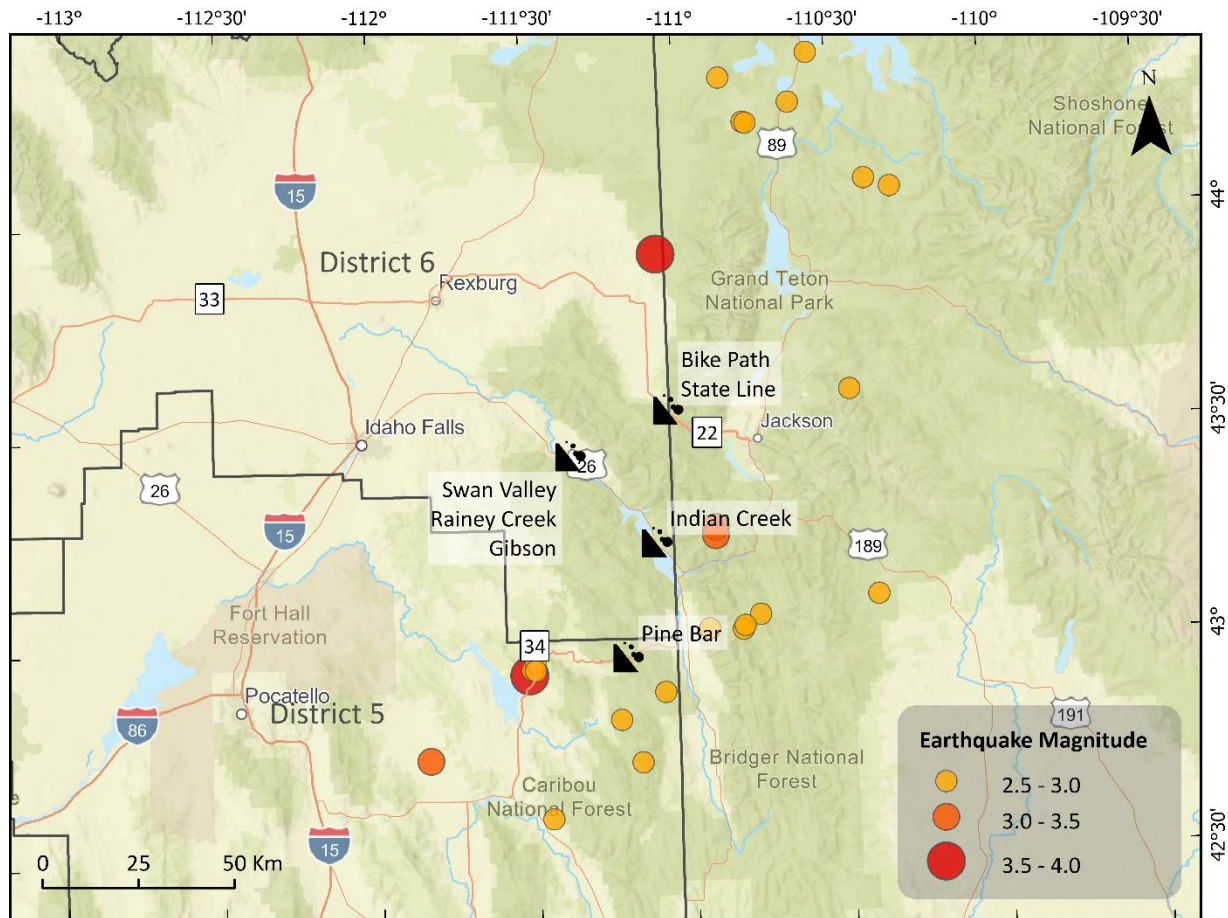 -113°
-112°30'
-112°
-111°30'
-111°
-110°30'
-110°
-109°30'
N
Shoshone
National Forest
89
15
44°
District 6
Rexburg
33
Grand Teton
National Park
Bike Path
State Line
43°30'
22
Jackson
Idaho Falls
26
26
Swan Valley
Rainey Creek
Gibson
Indian Creek
15
189
Fort Hall
Reservation
43°
Pine Bar
34
Pocatello
District 5
86
191
Bridger National
Forest
Caribou
National Forest
15
42°30'
e
0 25 50 Km
Earthquake Magnitude
2.5 - 3.0
3.0 - 3.5
3.5 - 4.0